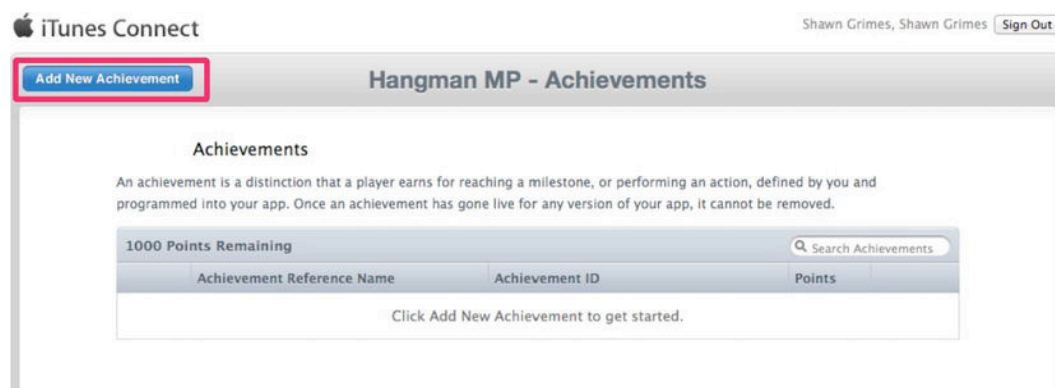 iTunes Connect
Shawn Grimes, Shawn Grimes Sign Out
Add New Achievement
Hangman MP - Achievements
Achievements
An achievement is a distinction that a player earns for reaching a milestone, or performing an action, defined by you and
programmed into your app. Once an achievement has gone live for any version of your app, it cannot be removed.
1000 Points Remaining
Search Achievements
Achievement Reference Name Achievement ID Points
Click Add New Achievement to get started.